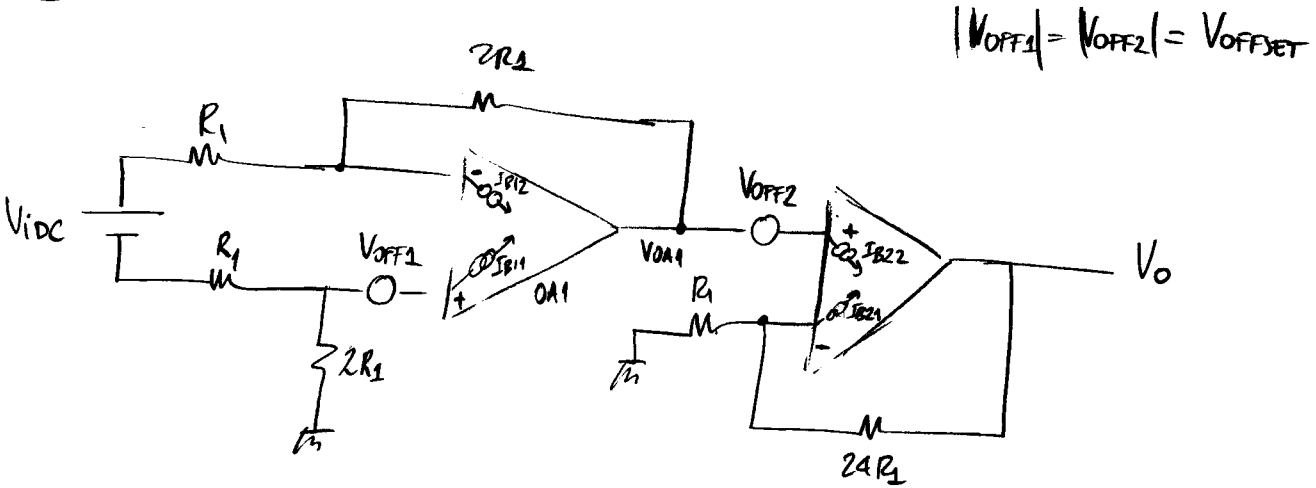 |VOFF1| = |VOFF2| = VOFFSET
2R1
R1
VOFF2
IB12
+
VIDC
R1
VOFF1
-
IB11
+
OA1
VOA1
IB22
Vo
R1
IB21
-
2R1
24R1